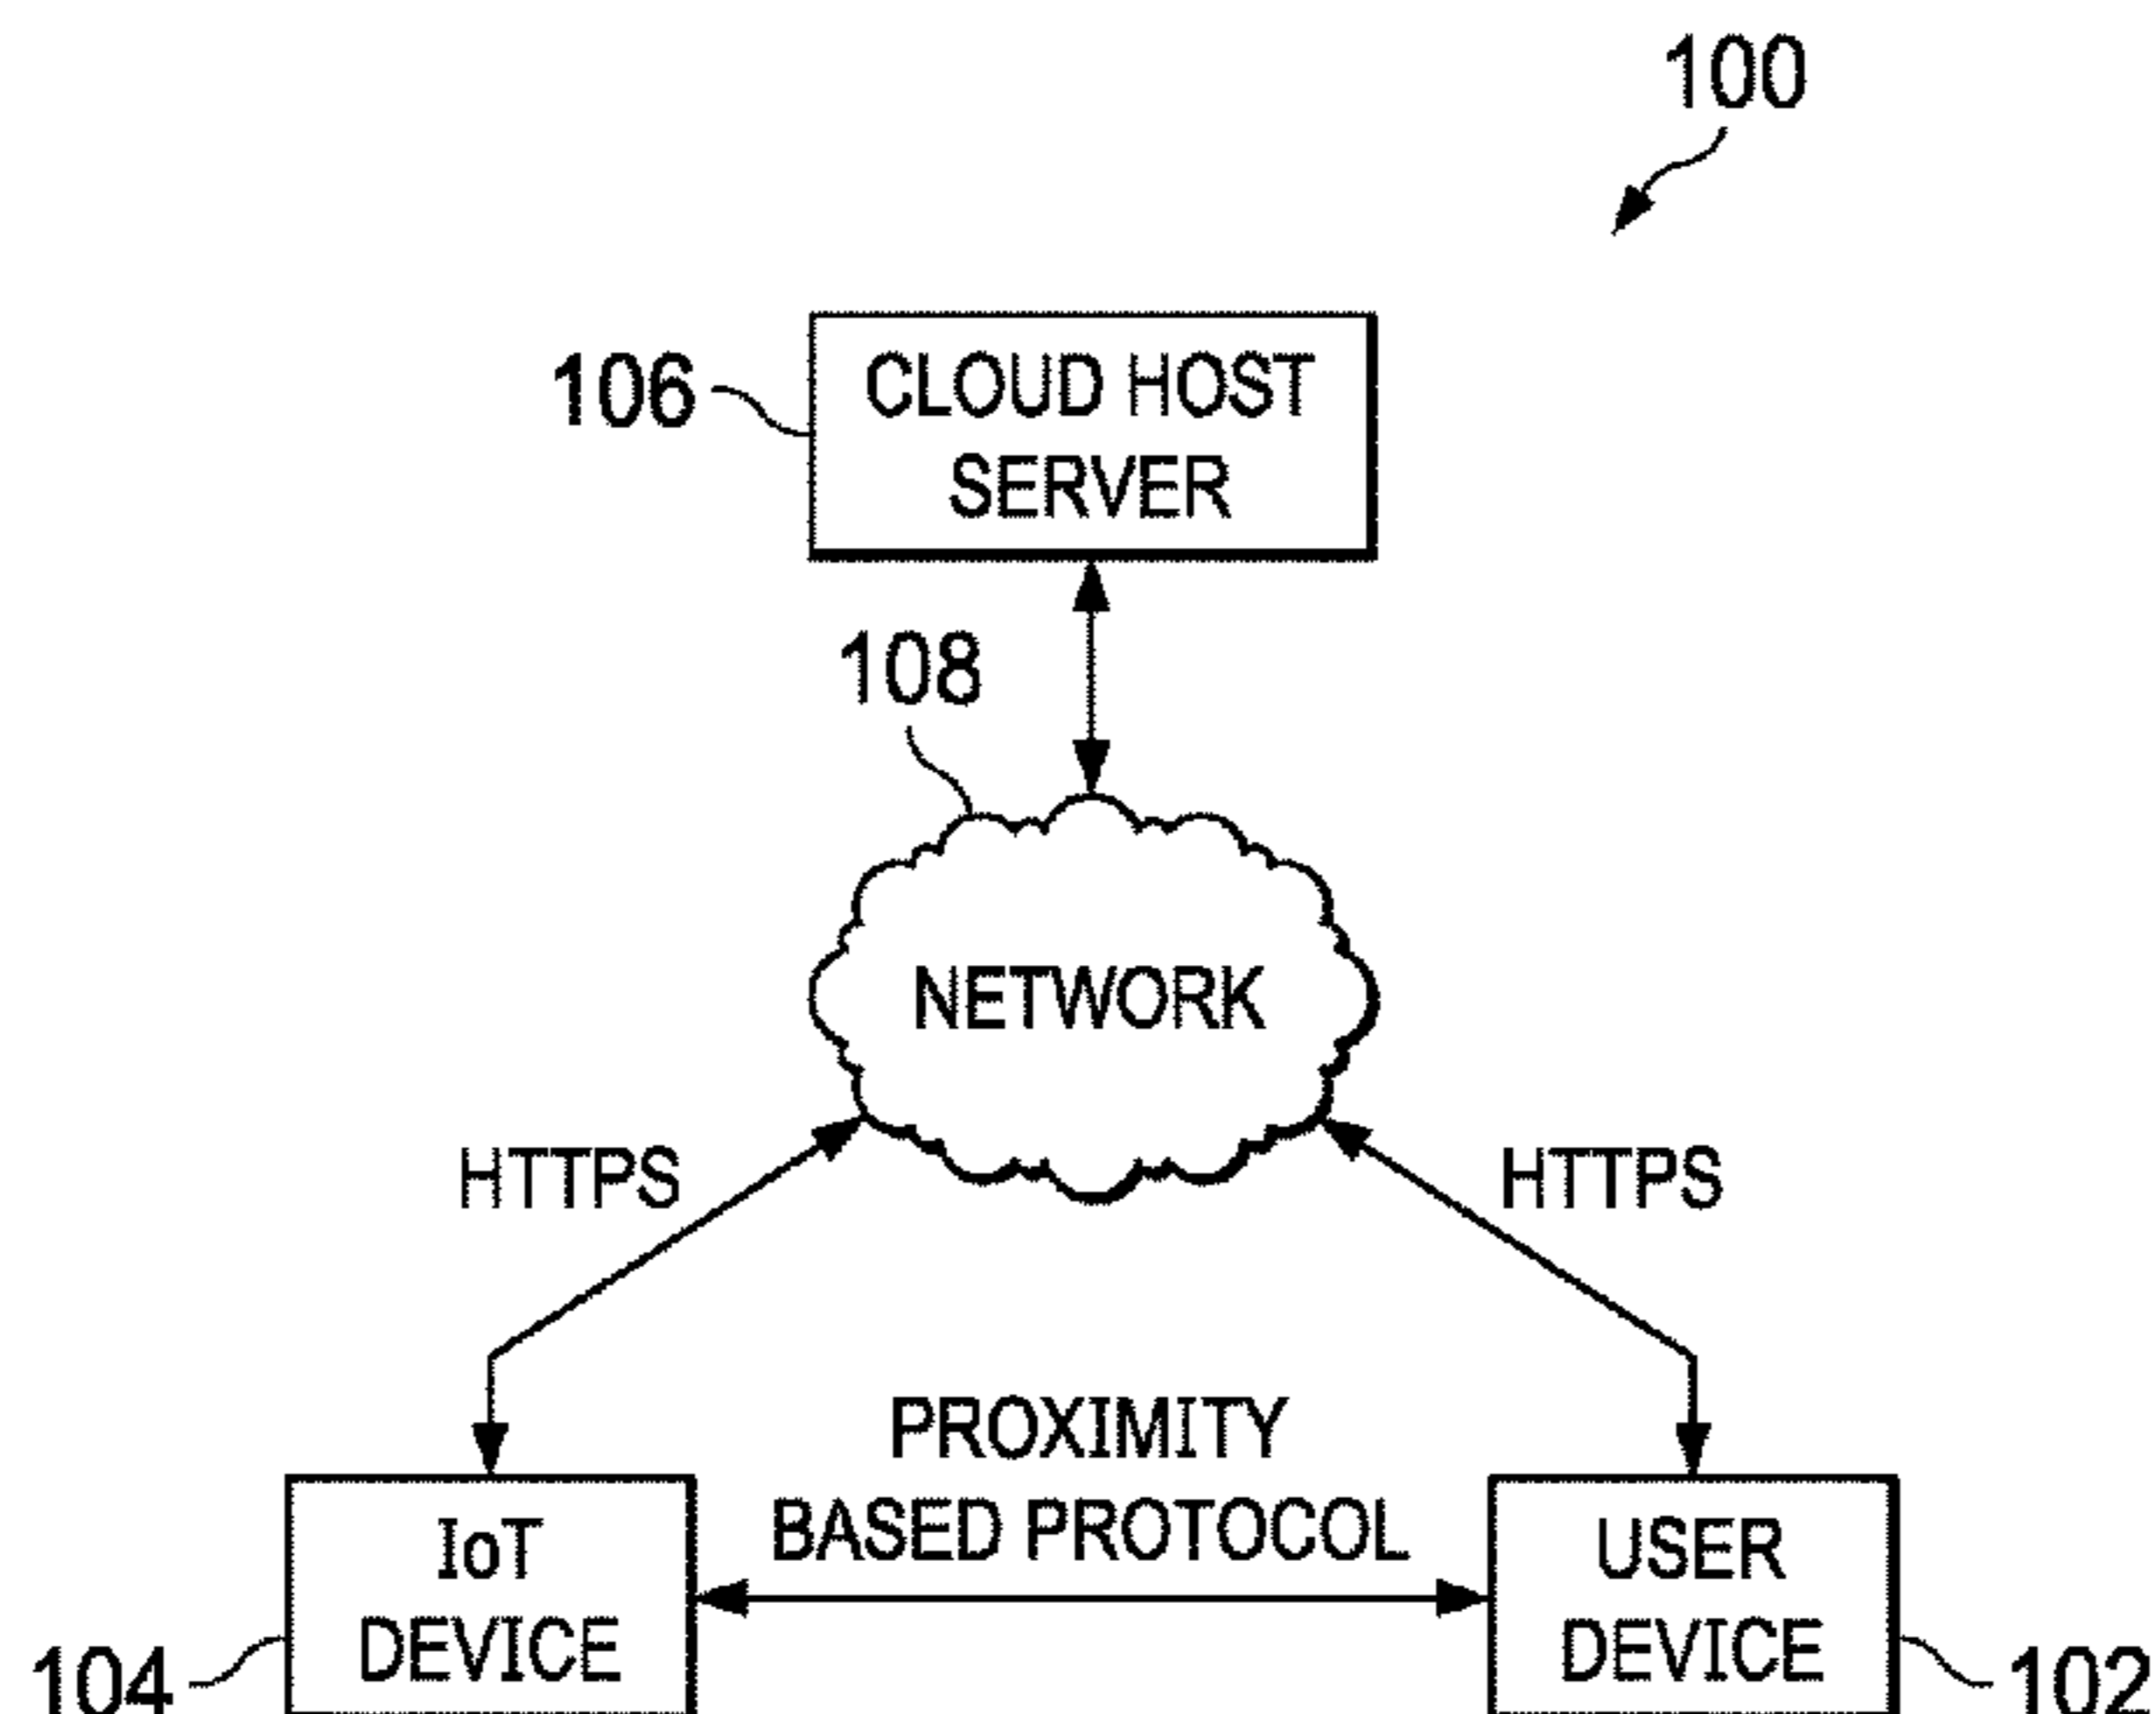 100
106
CLOUD HOST
SERVER
108
NETWORK
HTTPS
HTTPS
PROXIMITY
BASED PROTOCOL
IoT
DEVICE
USER
DEVICE
104
102